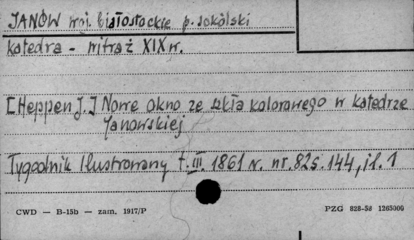 JANÓW woj. białostockie p. sokólski
katedra - witraż XIX w.
[Heppen J.] Nowe okno ze szkła kolorowego w katedrze
Janowskiej
Tygodnik Ilustrowany t. III. 1861 r. nr. 82 s. 144, il. 1
CWD — B-15b — zam. 1917/P
PZG 828-58 1265000